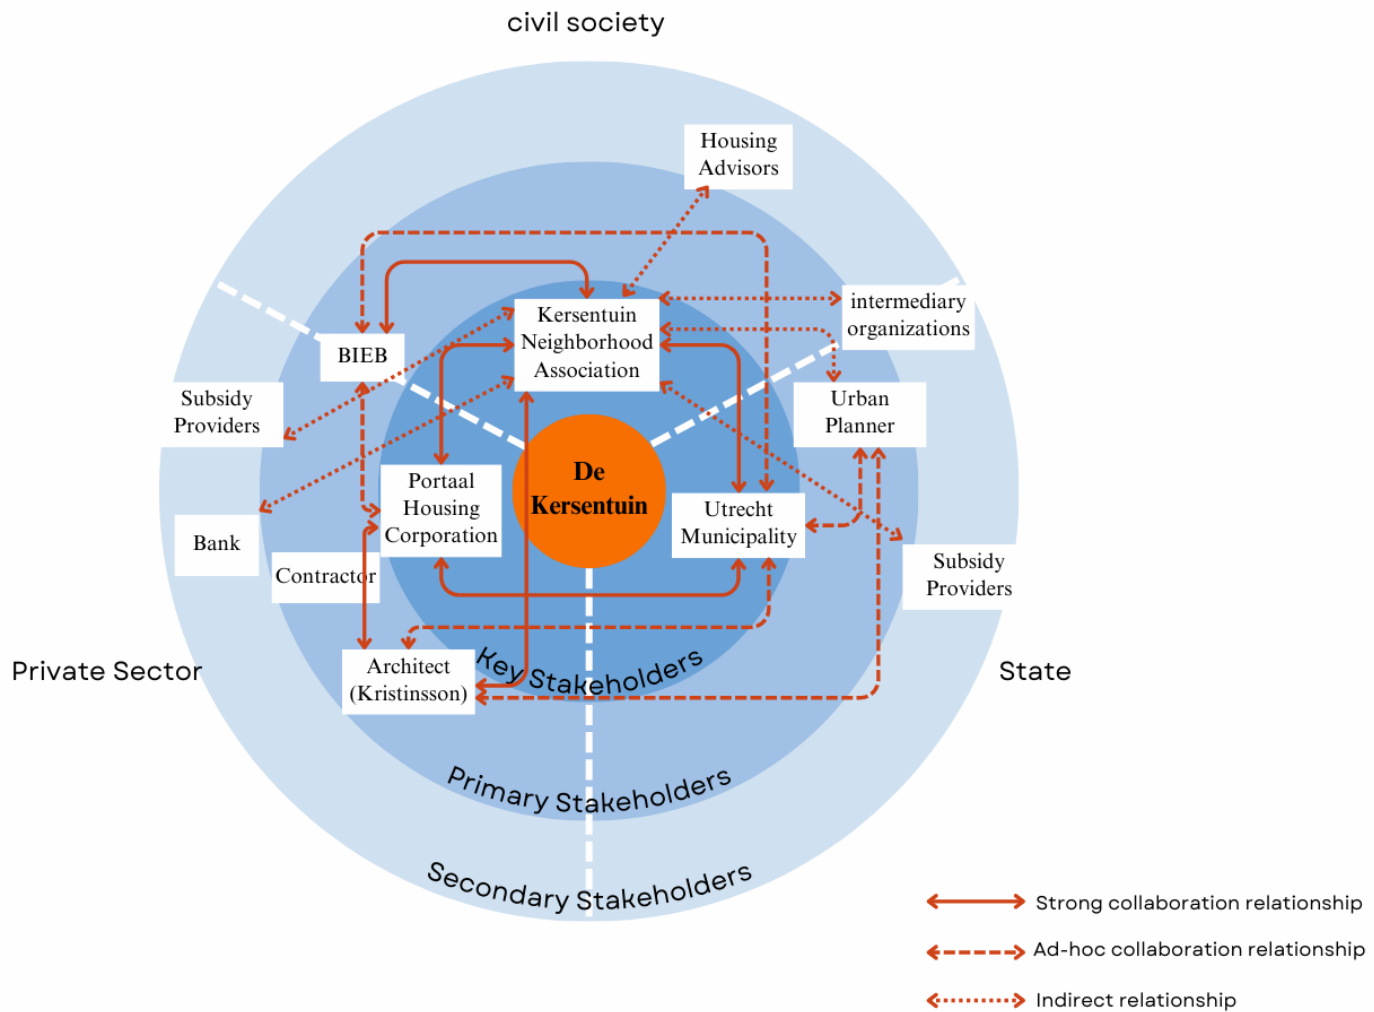 civil society
Housing
Advisors
intermediary
organizations
Kersentuin
Neighborhood
Association
BIEB
Subsidy
Providers
Urban
Planner
De
Kersentuin
Portaal
Housing
Corporation
Utrecht
Municipality
Bank
Contractor
Subsidy
Providers
Architect
(Kristinsson)
Private Sector
State
Key Stakeholders
Primary Stakeholders
Secondary Stakeholders
Strong collaboration relationship
Ad-hoc collaboration relationship
Indirect relationship